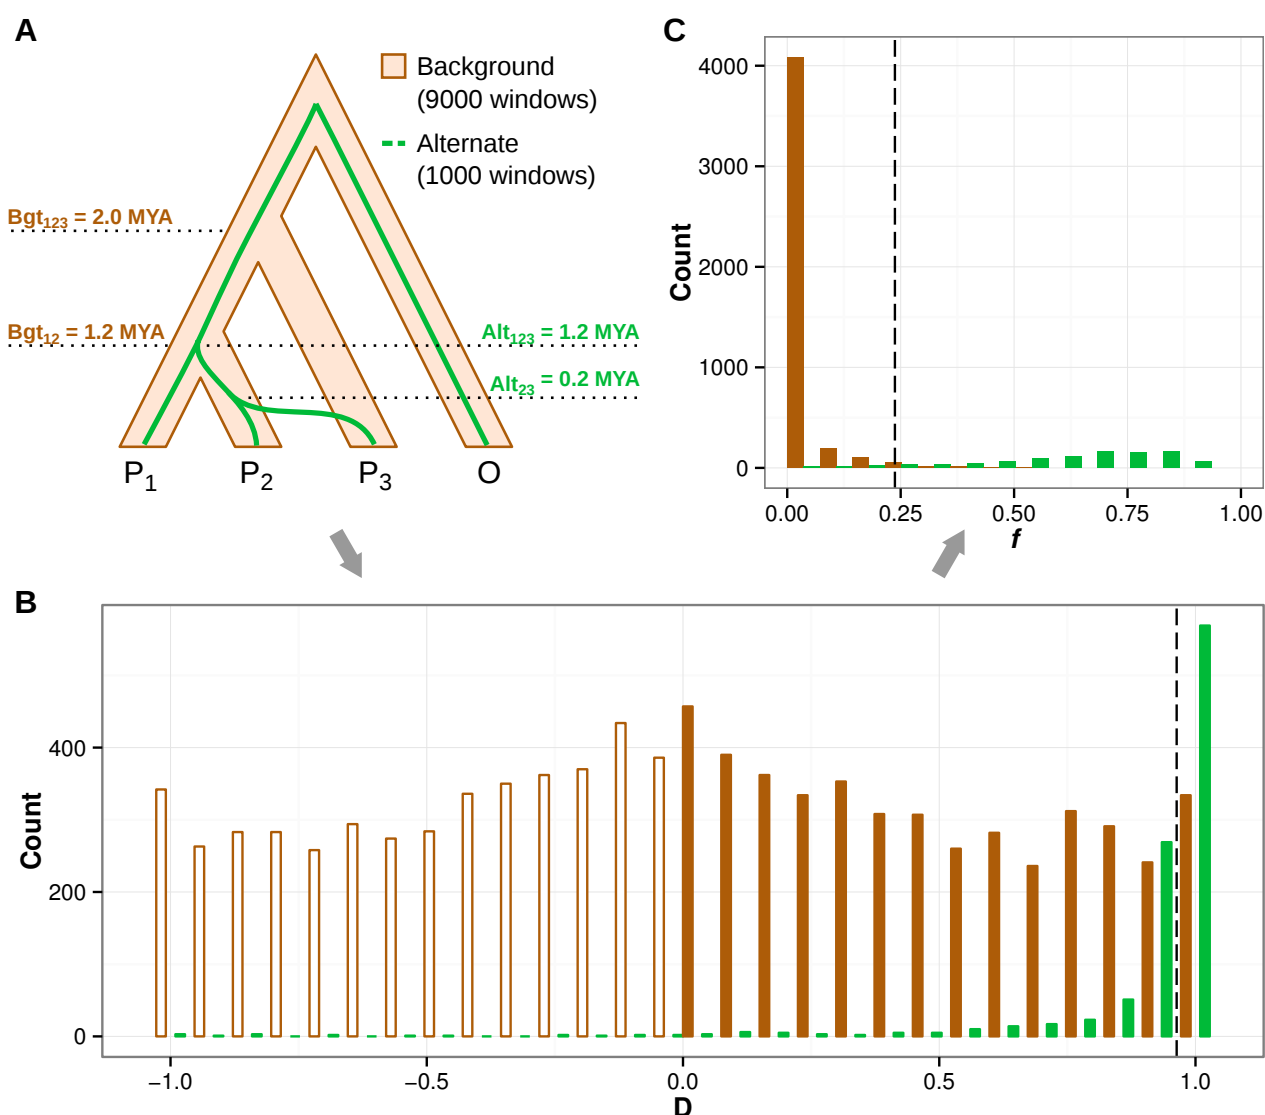 A
Background
(9000 windows)
Alternate
(1000 windows)
Bgt123 = 2.0 MYA
Bgt12 = 1.2 MYA
Alt123 = 1.2 MYA
Alt23 = 0.2 MYA
P1 P2 P3 O
C
Count
4000
3000
2000
1000
0
0.00 0.25 0.50 0.75 1.00
f
B
Count
400
200
0
−1.0 −0.5 0.0 0.5 1.0
D